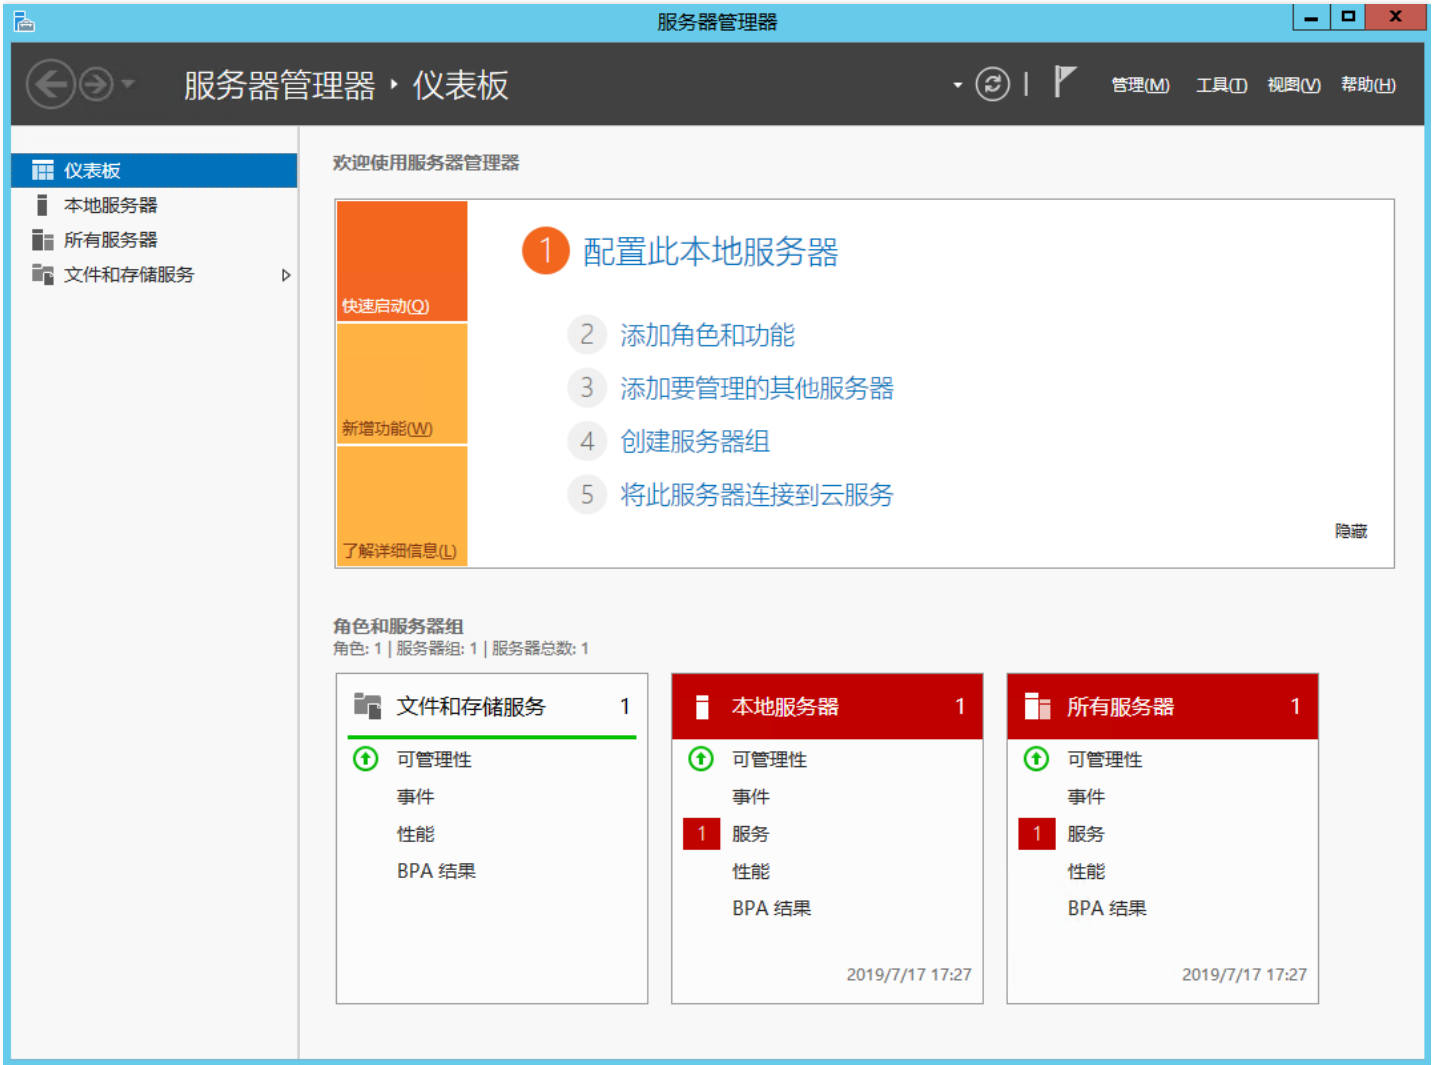 服务器管理器
服务器管理器 · 仪表板
管理(M) 工具(T) 视图(V) 帮助(H)
仪表板
本地服务器
所有服务器
文件和存储服务
欢迎使用服务器管理器
快速启动(Q)
新增功能(W)
了解详细信息(L)
1 配置此本地服务器
2 添加角色和功能
3 添加要管理的其他服务器
4 创建服务器组
5 将此服务器连接到云服务
隐藏
角色和服务器组
角色: 1 | 服务器组: 1 | 服务器总数: 1
文件和存储服务 1
可管理性
事件
性能
BPA 结果
本地服务器 1
可管理性
事件
1 服务
性能
BPA 结果
2019/7/17 17:27
所有服务器 1
可管理性
事件
1 服务
性能
BPA 结果
2019/7/17 17:27